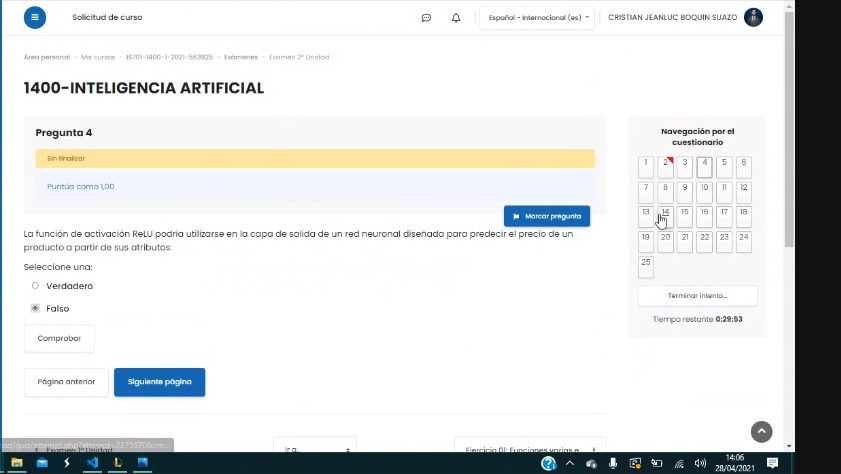 Solicitud de curso
Español - Internacional (es)
CRISTIAN JEANLUC BOQUIN SUAZO
Área personal - Mis cursos - IS701-1400-1-2021-563925 - Exámenes - Examen 2ª Unidad
1400-INTELIGENCIA ARTIFICIAL
Pregunta 4
Sin finalizar
Puntúa como 1,00
Marcar pregunta
La función de activación ReLU podría utilizarse en la capa de salida de un red neuronal diseñada para predecir el precio de un
producto a partir de sus atributos.
Seleccione una:
Verdadero
Falso
Comprobar
Página anterior
Siguiente página
Navegación por el
cuestionario
1 2 3 4 5 6
7 8 9 10 11 12
13 14 15 16 17 18
19 20 21 22 23 24
25
Terminar intento...
Tiempo restante 0:29:53
Examen 1ª Unidad
Ir a...
Ejercicio 01: Funciones varias e
14:06
28/04/2021